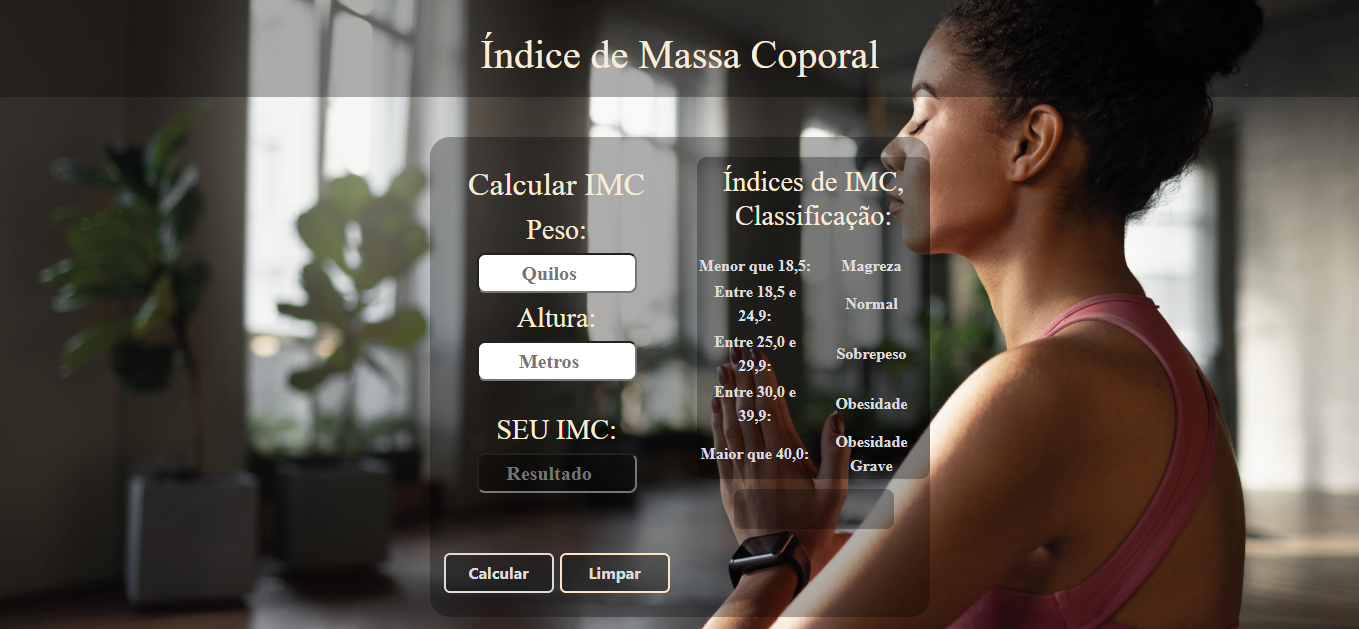 Índice de Massa Coporal
Calcular IMC
Peso:
Quilos
Altura:
Metros
SEU IMC:
Resultado
Calcular Limpar
Índices de IMC,
Classificação:
Menor que 18,5: Magreza
Entre 18,5 e
24,9:
Normal
Entre 25,0 e
29,9:
Sobrepeso
Entre 30,0 e
39,9:
Obesidade
Maior que 40,0:
Obesidade
Grave